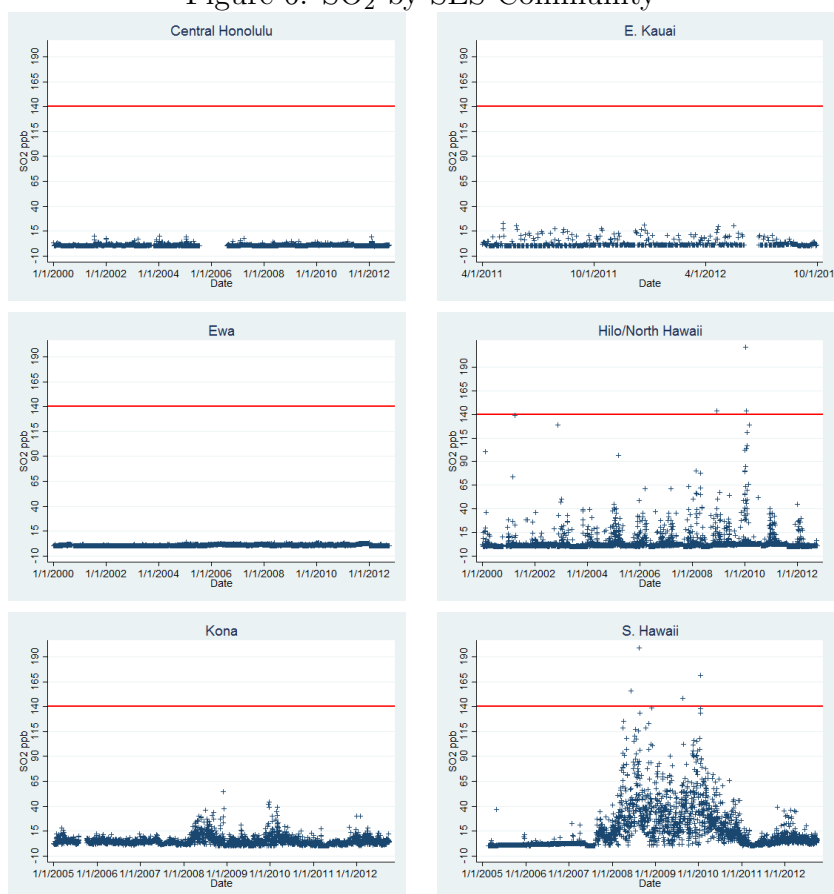 SO₂ by SES Community
Central Honolulu
SO2 ppb
-10 15 40 65 90 115 140 165 190
1/1/2000 1/1/2002 1/1/2004 1/1/2006 1/1/2008 1/1/2010 1/1/2012
Date
E. Kauai
SO2 ppb
-10 15 40 65 90 115 140 165 190
4/1/2011 10/1/2011 4/1/2012 10/1/201
Date
Ewa
SO2 ppb
-10 15 40 65 90 115 140 165 190
1/1/2000 1/1/2002 1/1/2004 1/1/2006 1/1/2008 1/1/2010 1/1/2012
Date
Hilo/North Hawaii
SO2 ppb
-10 15 40 65 90 115 140 165 190
1/1/2000 1/1/2002 1/1/2004 1/1/2006 1/1/2008 1/1/2010 1/1/2012
Date
Kona
SO2 ppb
-10 15 40 65 90 115 140 165 190
1/1/2005 1/1/2006 1/1/2007 1/1/2008 1/1/2009 1/1/2010 1/1/2011 1/1/2012
Date
S. Hawaii
SO2 ppb
-10 15 40 65 90 115 140 165 190
1/1/2005 1/1/2006 1/1/2007 1/1/2008 1/1/2009 1/1/2010 1/1/2011 1/1/2012
Date